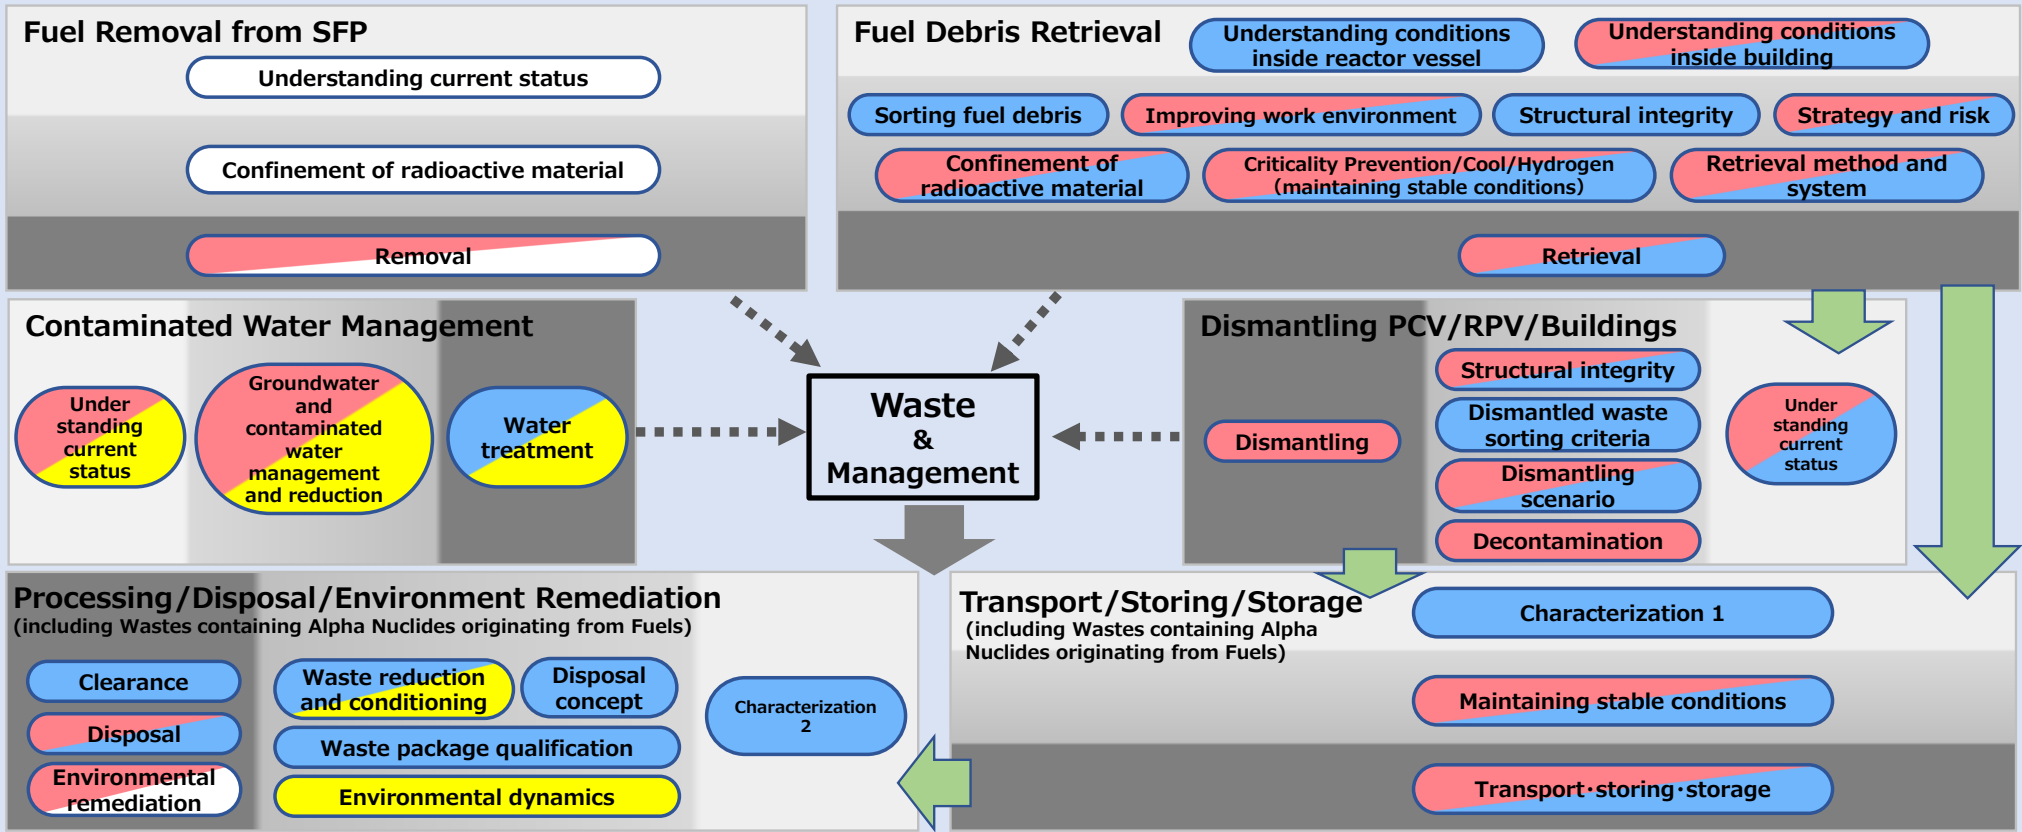 Fuel Removal from SFP
Understanding current status
Confinement of radioactive material
Removal
Fuel Debris Retrieval
Understanding conditions
inside reactor vessel
Understanding conditions
inside building
Sorting fuel debris
Improving work environment
Structural integrity
Strategy and risk
Confinement of
radioactive material
Criticality Prevention/Cool/Hydrogen
(maintaining stable conditions)
Retrieval method and
system
Retrieval
Contaminated Water Management
Under
standing
current
status
Groundwater
and
contaminated
water
management
and reduction
Water
treatment
Waste
&
Management
Dismantling PCV/RPV/Buildings
Dismantling
Structural integrity
Dismantled waste
sorting criteria
Dismantling
scenario
Decontamination
Under
standing
current
status
Processing/Disposal/Environment Remediation
(including Wastes containing Alpha Nuclides originating from Fuels)
Clearance
Disposal
Environmental
remediation
Waste reduction
and conditioning
Disposal
concept
Waste package qualification
Environmental dynamics
Characterization
2
Transport/Storing/Storage
(including Wastes containing Alpha
Nuclides originating from Fuels)
Characterization 1
Maintaining stable conditions
Transport・storing・storage